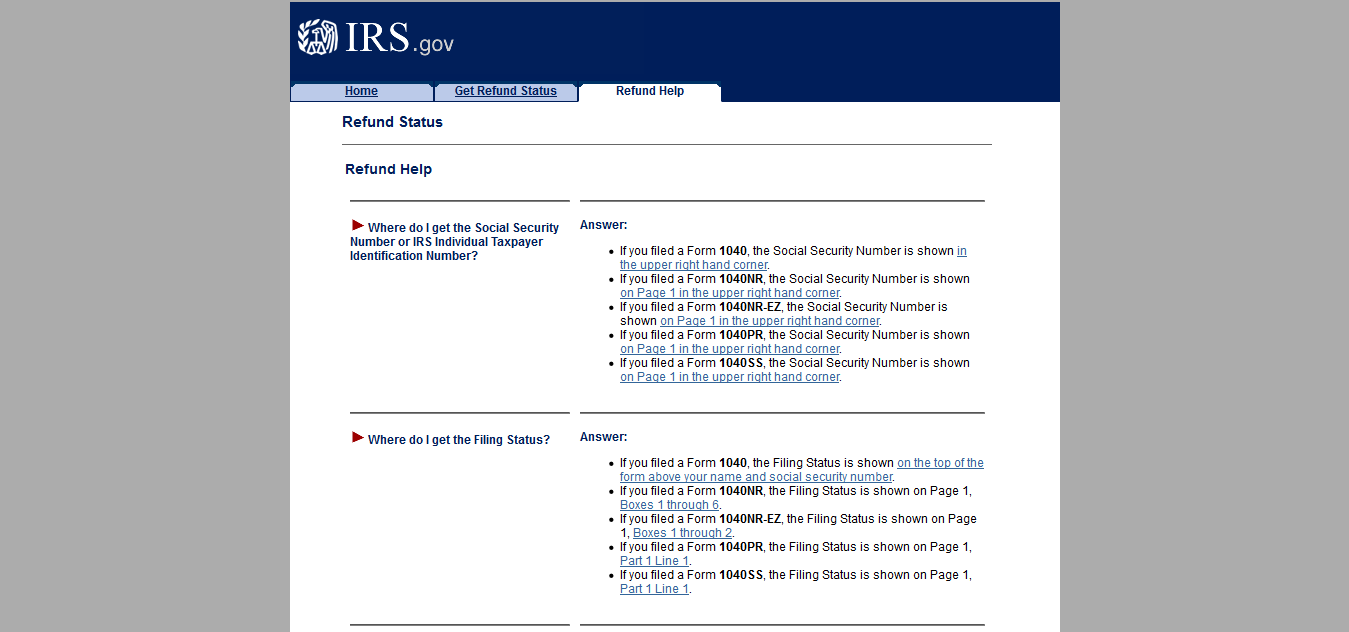 IRS.gov
Home Get Refund Status Refund Help
Refund Status
Refund Help
Where do I get the Social Security
Number or IRS Individual Taxpayer
Identification Number?
Answer:
If you filed a Form 1040, the Social Security Number is shown in
the upper right hand corner.
If you filed a Form 1040NR, the Social Security Number is shown
on Page 1 in the upper right hand corner.
If you filed a Form 1040NR-EZ, the Social Security Number is
shown on Page 1 in the upper right hand corner.
If you filed a Form 1040PR, the Social Security Number is shown
on Page 1 in the upper right hand corner.
If you filed a Form 1040SS, the Social Security Number is shown
on Page 1 in the upper right hand corner.
Where do I get the Filing Status?
Answer:
If you filed a Form 1040, the Filing Status is shown on the top of the
form above your name and social security number.
If you filed a Form 1040NR, the Filing Status is shown on Page 1,
Boxes 1 through 6.
If you filed a Form 1040NR-EZ, the Filing Status is shown on Page
1, Boxes 1 through 2.
If you filed a Form 1040PR, the Filing Status is shown on Page 1,
Part 1 Line 1.
If you filed a Form 1040SS, the Filing Status is shown on Page 1,
Part 1 Line 1.